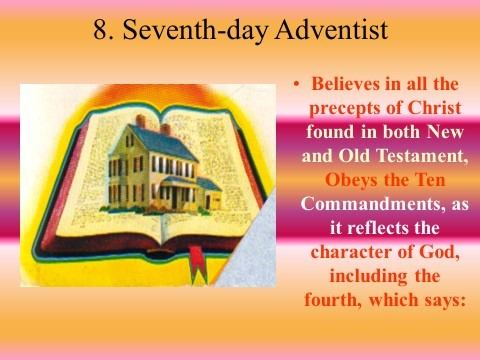 8. Seventh-day Adventist
• Believes in all the
precepts of Christ
found in both New
and Old Testament,
Obeys the Ten
Commandments, as
it reflects the
character of God,
including the
fourth, which says: